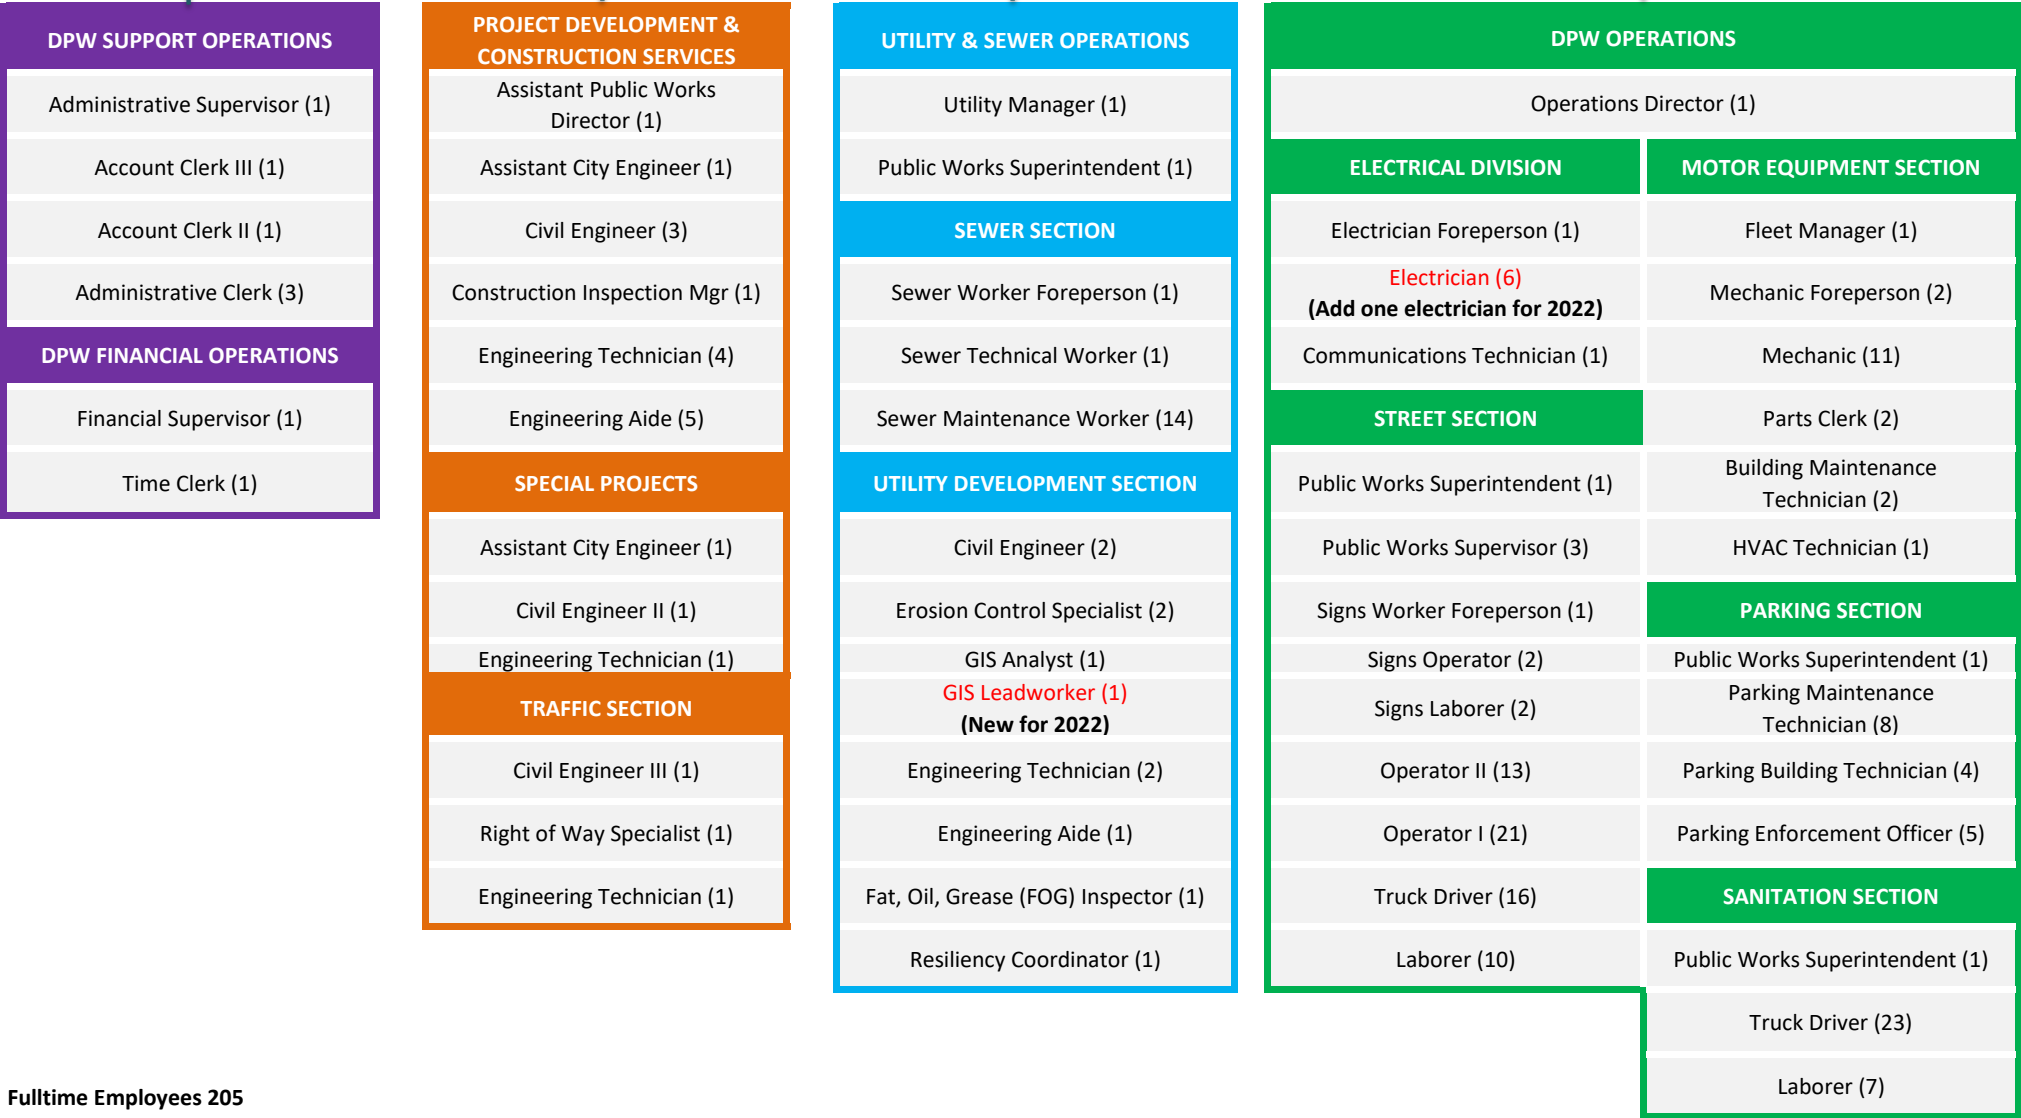 DPW SUPPORT OPERATIONS
Administrative Supervisor (1)
Account Clerk III (1)
Account Clerk II (1)
Administrative Clerk (3)
DPW FINANCIAL OPERATIONS
Financial Supervisor (1)
Time Clerk (1)
PROJECT DEVELOPMENT &
CONSTRUCTION SERVICES
Assistant Public Works
Director (1)
Assistant City Engineer (1)
Civil Engineer (3)
Construction Inspection Mgr (1)
Engineering Technician (4)
Engineering Aide (5)
SPECIAL PROJECTS
Assistant City Engineer (1)
Civil Engineer II (1)
Engineering Technician (1)
TRAFFIC SECTION
Civil Engineer III (1)
Right of Way Specialist (1)
Engineering Technician (1)
UTILITY & SEWER OPERATIONS
Utility Manager (1)
Public Works Superintendent (1)
SEWER SECTION
Sewer Worker Foreperson (1)
Sewer Technical Worker (1)
Sewer Maintenance Worker (14)
UTILITY DEVELOPMENT SECTION
Civil Engineer (2)
Erosion Control Specialist (2)
GIS Analyst (1)
GIS Leadworker (1)
(New for 2022)
Engineering Technician (2)
Engineering Aide (1)
Fat, Oil, Grease (FOG) Inspector (1)
Resiliency Coordinator (1)
DPW OPERATIONS
Operations Director (1)
ELECTRICAL DIVISION
Electrician Foreperson (1)
Electrician (6)
(Add one electrician for 2022)
Communications Technician (1)
STREET SECTION
Public Works Superintendent (1)
Public Works Supervisor (3)
Signs Worker Foreperson (1)
Signs Operator (2)
Signs Laborer (2)
Operator II (13)
Operator I (21)
Truck Driver (16)
Laborer (10)
MOTOR EQUIPMENT SECTION
Fleet Manager (1)
Mechanic Foreperson (2)
Mechanic (11)
Parts Clerk (2)
Building Maintenance
Technician (2)
HVAC Technician (1)
PARKING SECTION
Public Works Superintendent (1)
Parking Maintenance
Technician (8)
Parking Building Technician (4)
Parking Enforcement Officer (5)
SANITATION SECTION
Public Works Superintendent (1)
Truck Driver (23)
Laborer (7)
Fulltime Employees 205